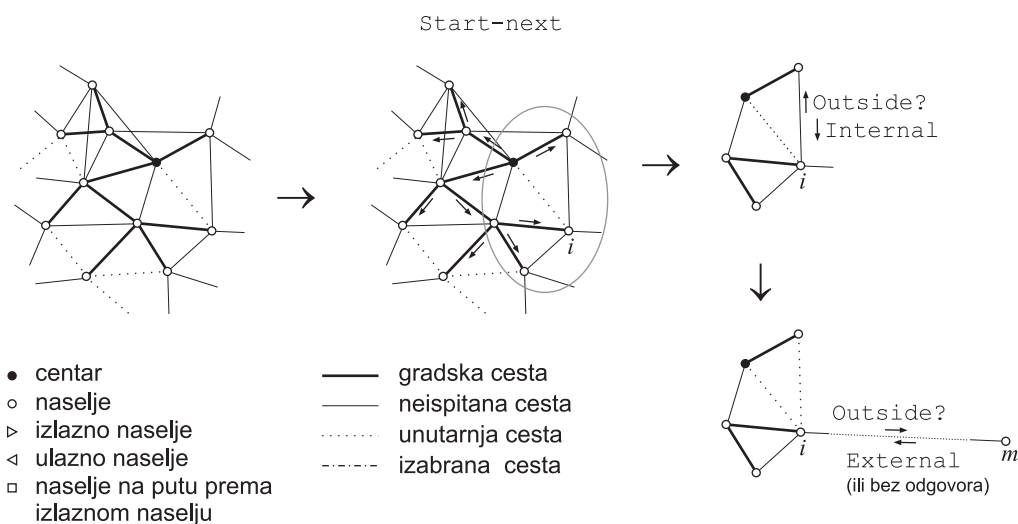 Start-next
Outside?
Internal
i
i
Outside?
i
m
External
(ili bez odgovora)
centar
naselje
izlazno naselje
ulazno naselje
naselje na putu prema
izlaznom naselju
gradska cesta
neispitana cesta
unutarnja cesta
izabrana cesta